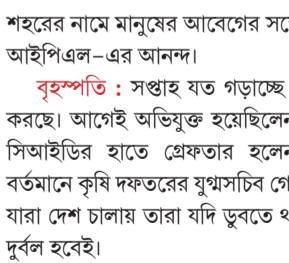 শহরের নামে মানুষের আবেগের
আইপিএল–এর আনন্দ।
বৃহস্পতি : সপ্তাহ যত গড়াচ্ছে
করছে। আগেই অভিযুক্ত হয়েছিলেন
সিআইডির হাতে গ্রেফতার হলেন
বর্তমানে কৃষি দফতরের যুগ্মসচিব
যারা দেশ চালায় তারা যদি ডুবতে
দুর্বল হবেই।